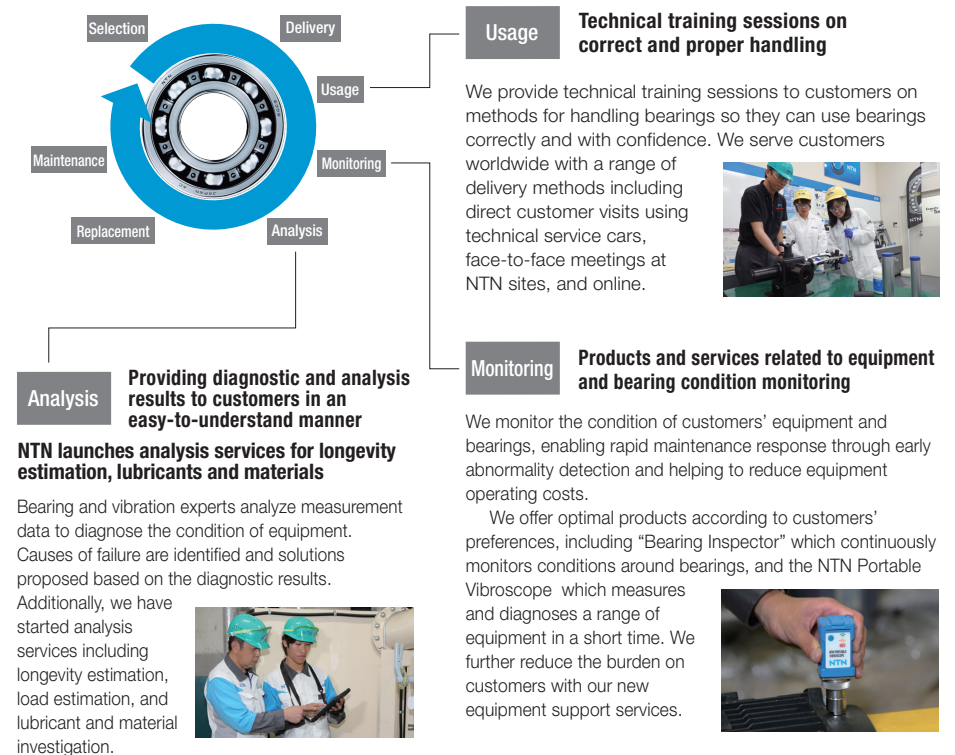 Selection
Delivery
Usage
Monitoring
Analysis
Replacement
Maintenance
NTN
Usage
Technical training sessions on
correct and proper handling
We provide technical training sessions to customers on
methods for handling bearings so they can use bearings
correctly and with confidence. We serve customers
worldwide with a range of
delivery methods including
direct customer visits using
technical service cars,
face-to-face meetings at
NTN sites, and online.
NTN
Monitoring
Products and services related to equipment
and bearing condition monitoring
We monitor the condition of customers’ equipment and
bearings, enabling rapid maintenance response through early
abnormality detection and helping to reduce equipment
operating costs.
We offer optimal products according to customers’
preferences, including “Bearing Inspector” which continuously
monitors conditions around bearings, and the NTN Portable
Vibroscope which measures
and diagnoses a range of
equipment in a short time. We
further reduce the burden on
customers with our new
equipment support services.
NTN
Analysis
Providing diagnostic and analysis
results to customers in an
easy-to-understand manner
NTN launches analysis services for longevity
estimation, lubricants and materials
Bearing and vibration experts analyze measurement
data to diagnose the condition of equipment.
Causes of failure are identified and solutions
proposed based on the diagnostic results.
Additionally, we have
started analysis
services including
longevity estimation,
load estimation, and
lubricant and material
investigation.